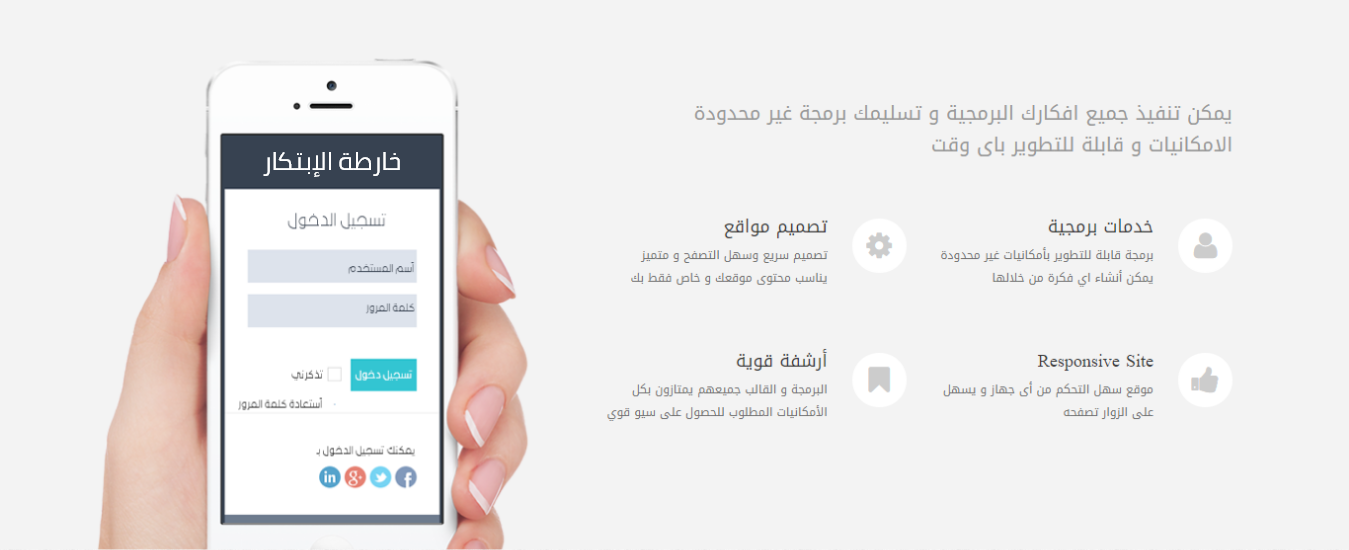 يمكن تنفيذ جميع افكارك البرمجية و تسليمك برمجة غير محدودة
الامكانيات و قابلة للتطوير باى وقت
خدمات برمجية
برمجة قابلة للتطوير بأمكانيات غير محدودة
يمكن أنشاء اي فكرة من خلالها
تصميم مواقع
تصميم سريع وسهل التصفح و متميز
يناسب محتوى موقعك و خاص فقط بك
Responsive Site
موقع سهل التحكم من أى جهاز و يسهل
على الزوار تصفحه
أرشفة قوية
البرمجة و القالب جميعهم يمتازون بكل
الأمكانيات المطلوب للحصول على سيو قوي
خارطة الإبتكار
تسجيل الدخول
أسم المستخدم
كلمة المرور
تسجيل دخول
تذكرني
أستعادة كلمة المرور
يمكنك تسجيل الدخول بـ
f
g+
in